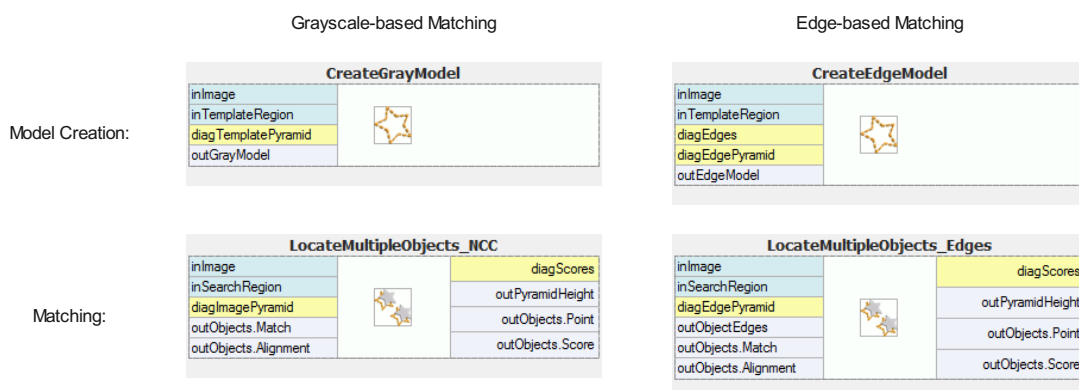 Grayscale-based Matching
Edge-based Matching
Model Creation:
CreateGrayModel
inImage
inTemplateRegion
diagTemplatePyramid
outGrayModel
CreateEdgeModel
inImage
inTemplateRegion
diagEdges
diagEdgePyramid
outEdgeModel
Matching:
LocateMultipleObjects_NCC
inImage
inSearchRegion
diagImagePyramid
outObjects.Match
outObjects.Alignment
diagScores
outPyramidHeight
outObjects.Point
outObjects.Score
LocateMultipleObjects_Edges
inImage
inSearchRegion
diagEdgePyramid
outObjectEdges
outObjects.Match
outObjects.Alignment
diagScores
outPyramidHeight
outObjects.Point
outObjects.Score